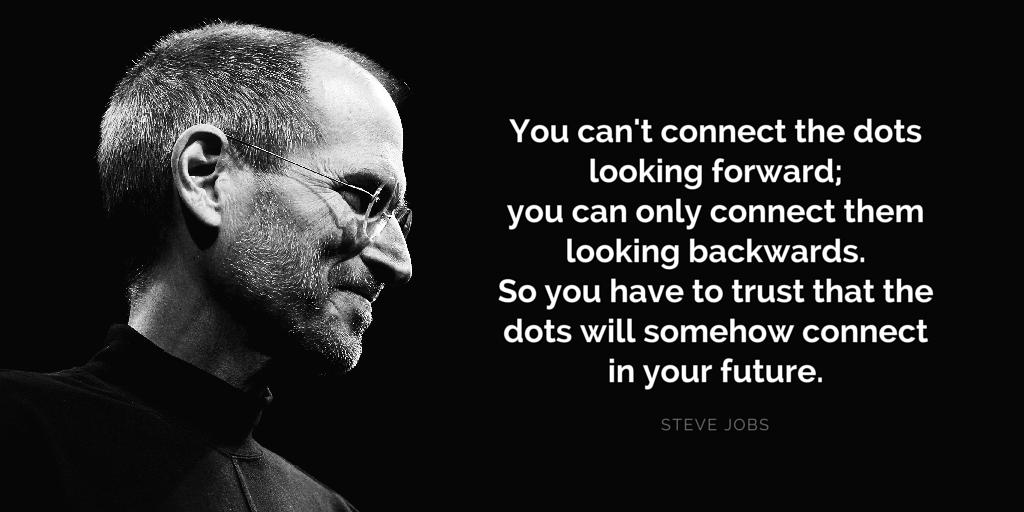 You can't connect the dots
looking forward;
you can only connect them
looking backwards.
So you have to trust that the
dots will somehow connect
in your future.
STEVE JOBS